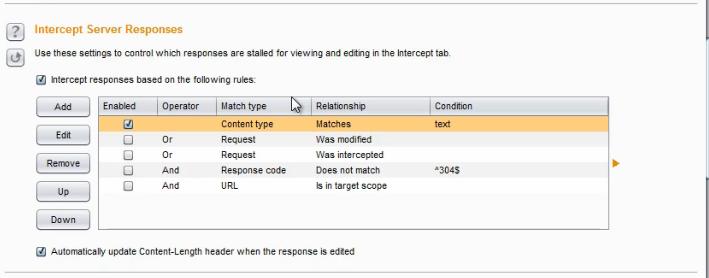 ?
Intercept Server Responses
Use these settings to control which responses are stalled for viewing and editing in the Intercept tab.
Intercept responses based on the following rules:
Add
Edit
Remove
Up
Down
Enabled Operator Match type Relationship Condition
Content type Matches text
Or Request Was modified
Or Request Was intercepted
And Response code Does not match ^304$
And URL Is in target scope
Automatically update Content-Length header when the response is edited